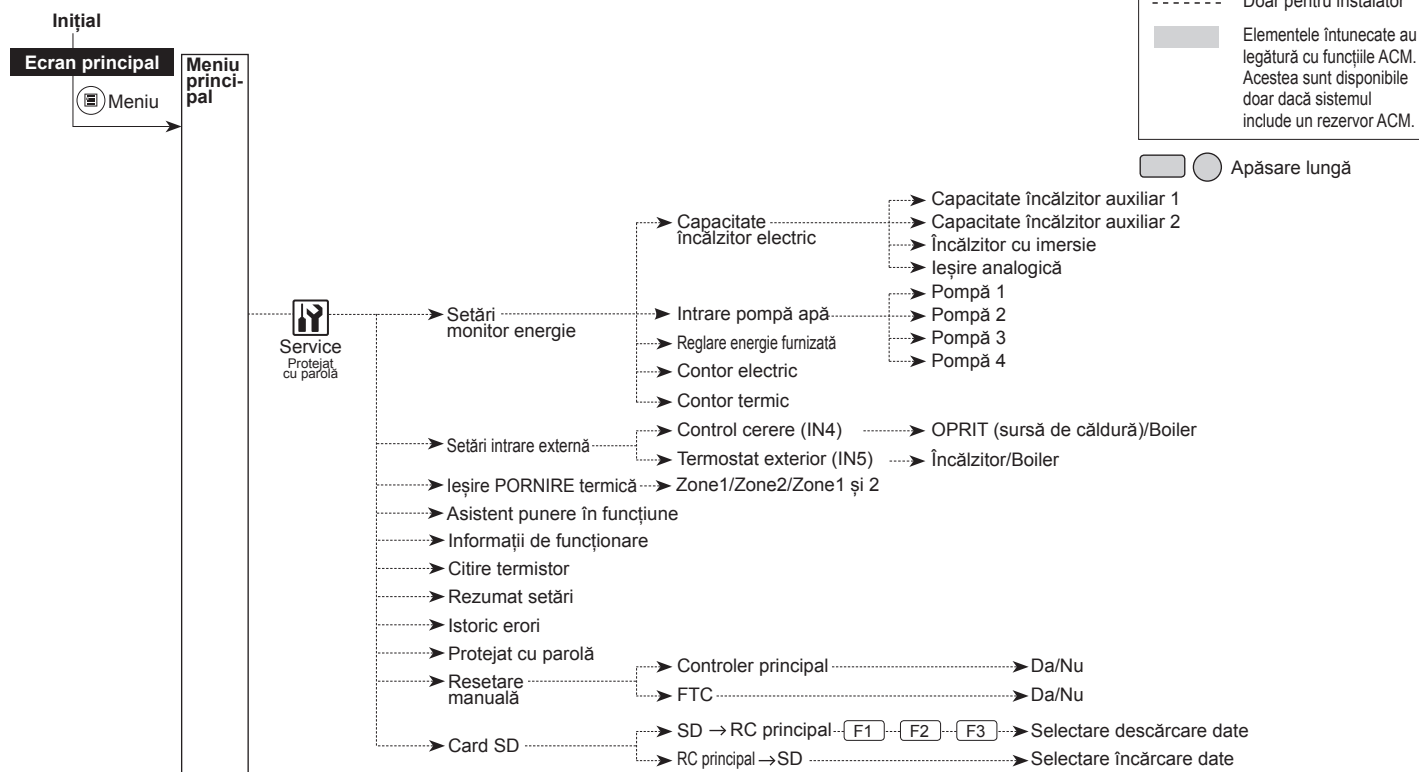 Doar pentru instalator
Inițial
Elementele întunecate au
legătură cu funcțiile ACM.
Acestea sunt disponibile
doar dacă sistemul
include un rezervor ACM.
Ecran principal
Meniu
princi-
pal
Meniu
Apăsare lungă
Capacitate
încălzitor electric
Capacitate încălzitor auxiliar 1
Capacitate încălzitor auxiliar 2
Încălzitor cu imersie
Ieșire analogică
Service
Protejat
cu parolă
Setări
monitor energie
Intrare pompă apă
Pompă 1
Pompă 2
Pompă 3
Pompă 4
Reglare energie furnizată
Contor electric
Contor termic
Setări intrare externă
Control cerere (IN4)
OPRIT (sursă de căldură)/Boiler
Termostat exterior (IN5)
Încălzitor/Boiler
Ieșire PORNIRE termică
Zone1/Zone2/Zone1 și 2
Asistent punere în funcțiune
Informații de funcționare
Citire termistor
Rezumat setări
Istoric erori
Protejat cu parolă
Resetare
manuală
Controler principal
Da/Nu
FTC
Da/Nu
Card SD
SD → RC principal F1 F2 F3 Selectare descărcare date
RC principal → SD Selectare încărcare date